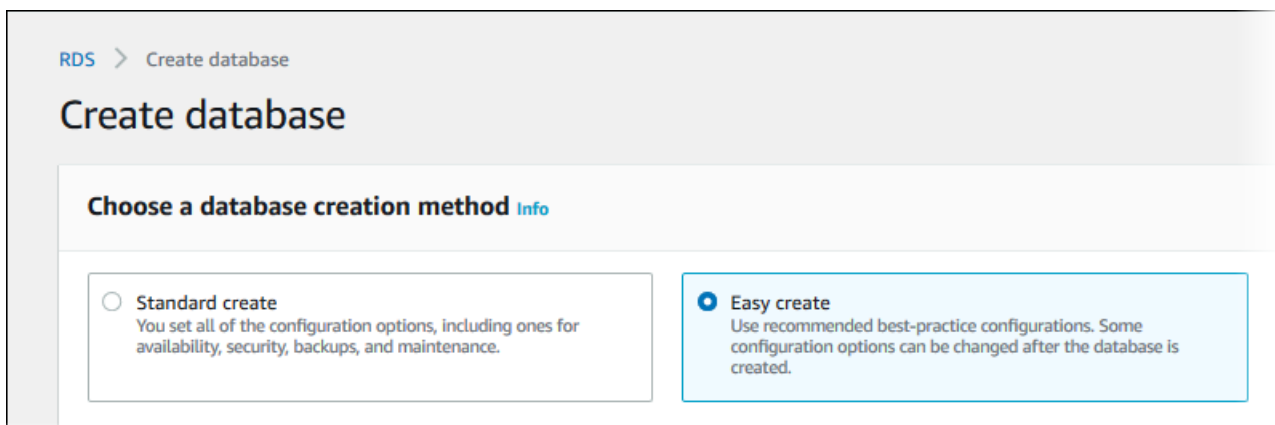 RDS > Create database
Create database
Choose a database creation method Info
Standard create
You set all of the configuration options, including ones for
availability, security, backups, and maintenance.
Easy create
Use recommended best-practice configurations. Some
configuration options can be changed after the database is
created.